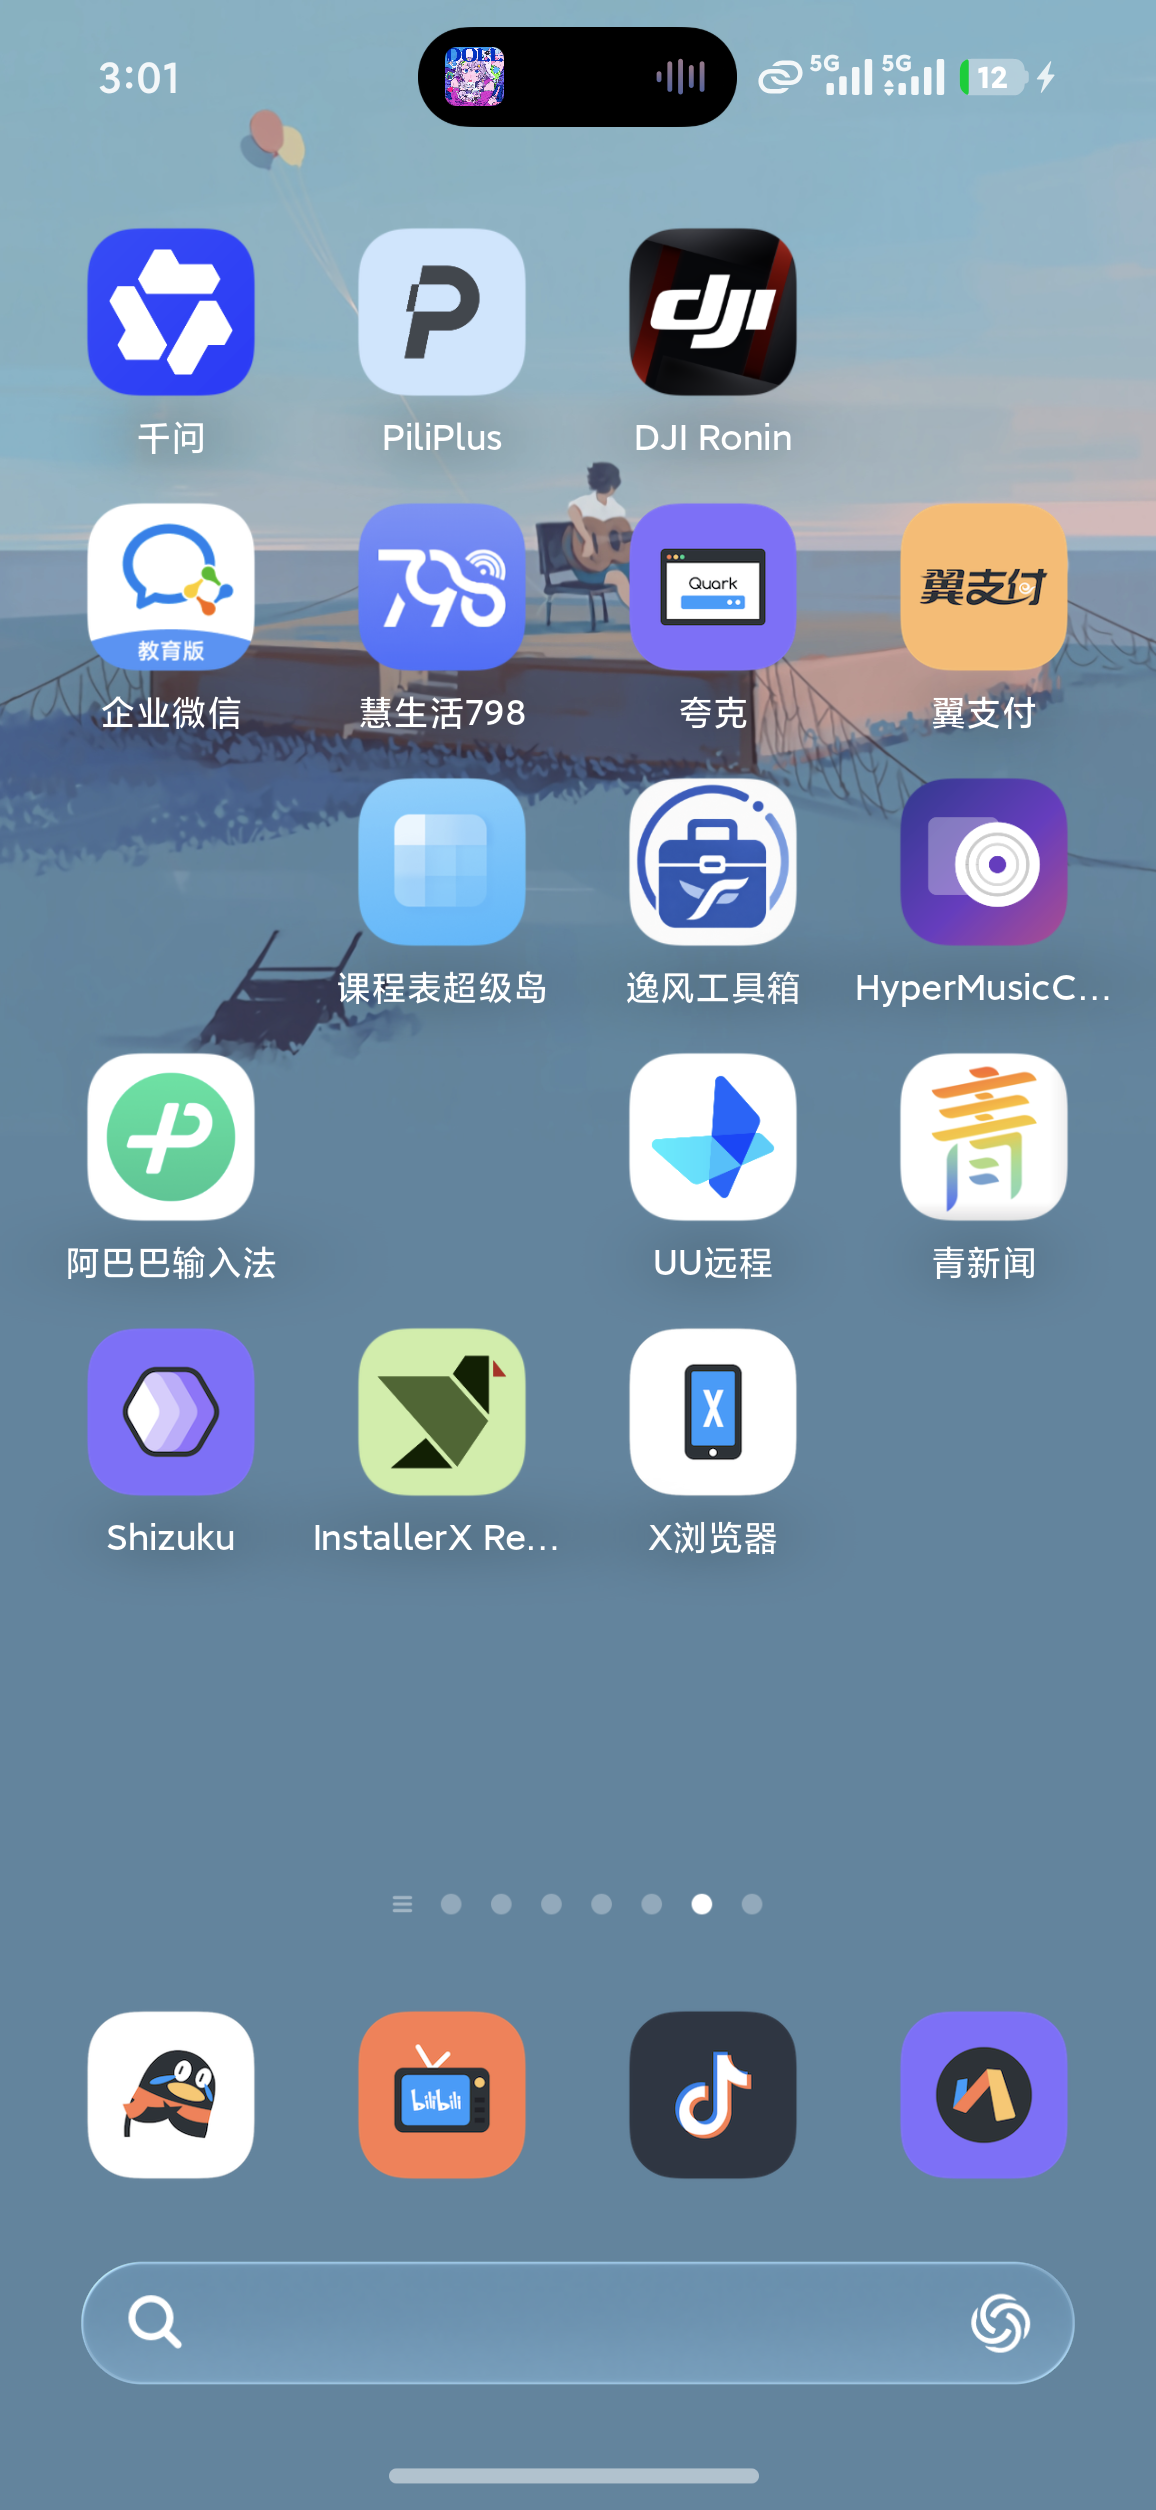 3:01
5G 5G 12
千问 PiliPlus DJI Ronin
教育版
798
Quark
翼支付
企业微信 慧生活798 夸克 翼支付
课程表超级岛 逸风工具箱 HyperMusicC...
青
阿巴巴输入法 UU远程 青新闻
X
Shizuku InstallerX Re... X浏览器
bilibili